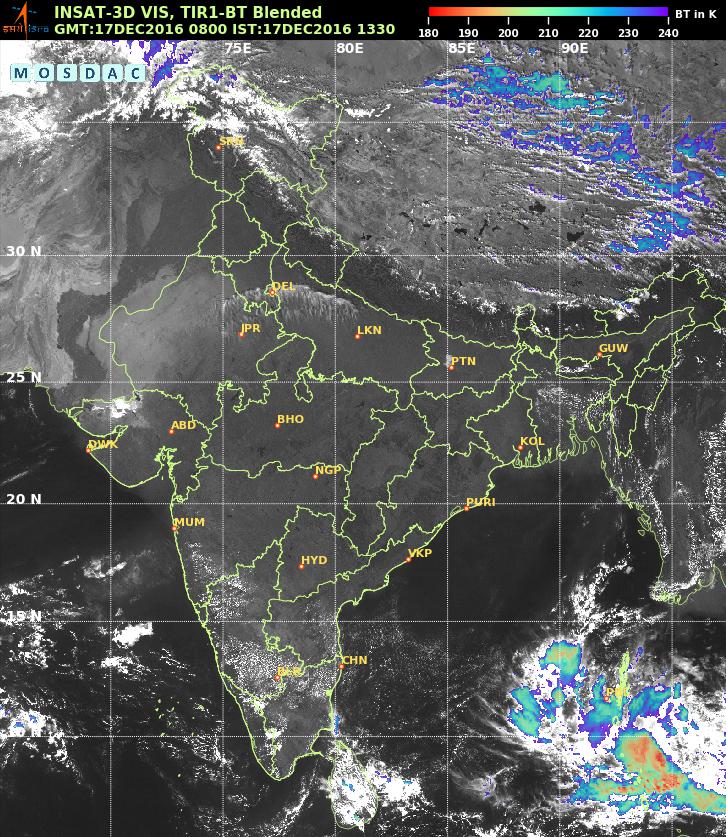 INSAT-3D VIS, TIR1-BT Blended
GMT:17DEC2016 0800 IST:17DEC2016 1330
BT in K
180 190 200 210 220 230 240
75E 80E 85E 90E
MOSDAC
30 N
DEL
JPR LKN
GUW
PTN
25 N
ABD BHO
DWK KOL
NGP
20 N PURI
MUM
VKP
HYD
15 N
CHN